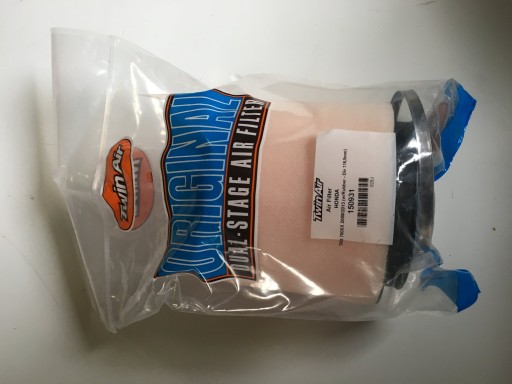 Twin Air
ORIGINAL
DUAL-STAGE AIR FILTER
Twin Air
Air Filter
HONDA
150931